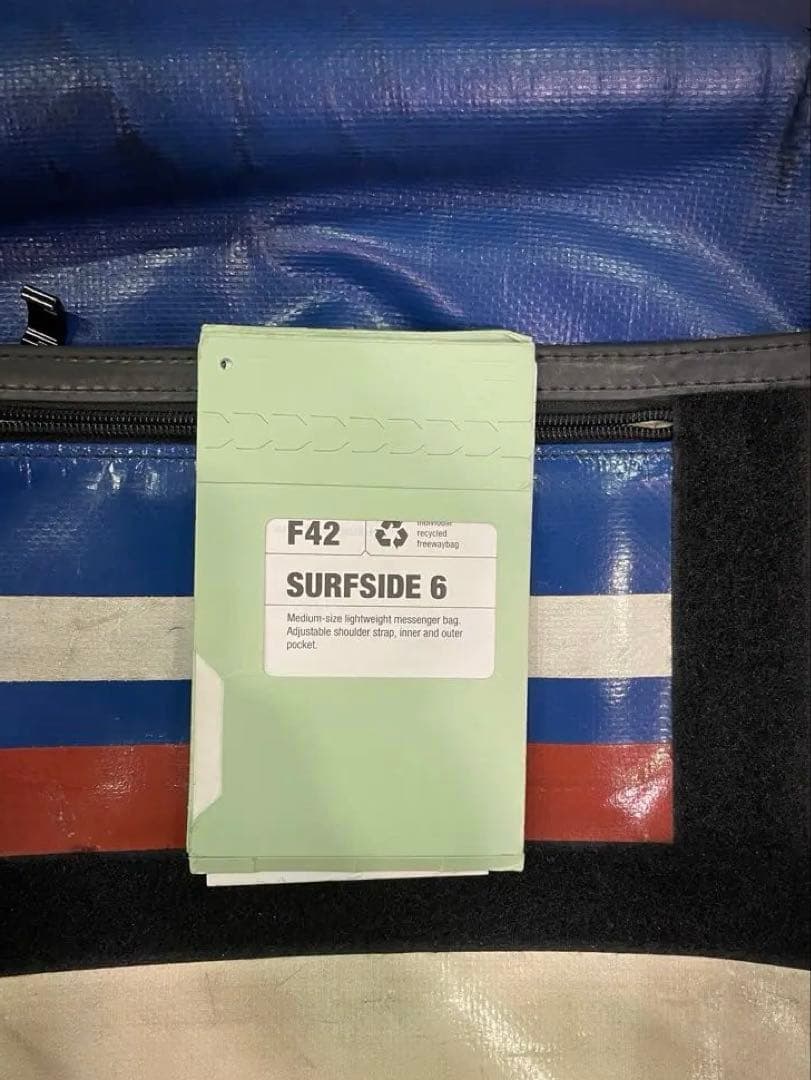 F42
individual
recycled
freewaybag
SURFSIDE 6
Medium-size lightweight messenger bag.
Adjustable shoulder strap, inner and outer
pocket.